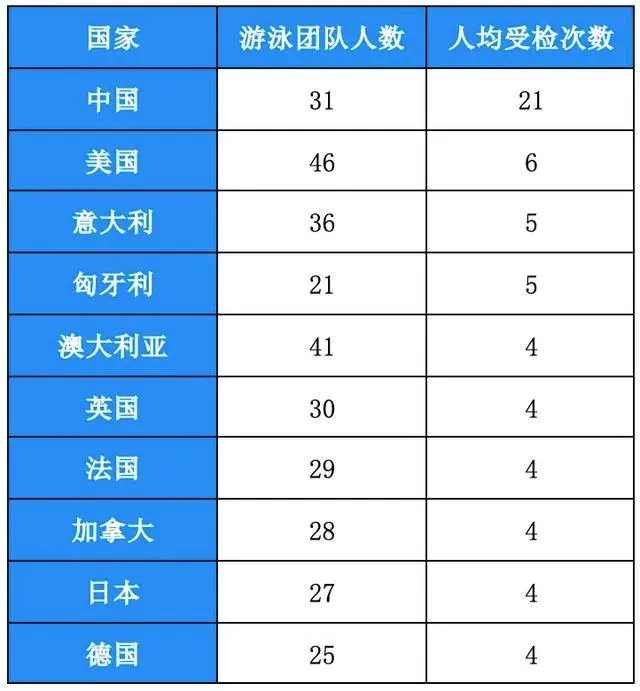 国家 游泳团队人数 人均受检次数
中国 31 21
美国 46 6
意大利 36 5
匈牙利 21 5
澳大利亚 41 4
英国 30 4
法国 29 4
加拿大 28 4
日本 27 4
德国 25 4